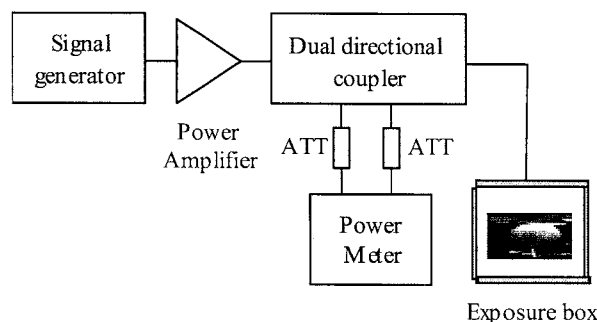 Signal
generator
Dual directional
coupler
Power
Amplifier
ATT
ATT
Power
Meter
Exposure box